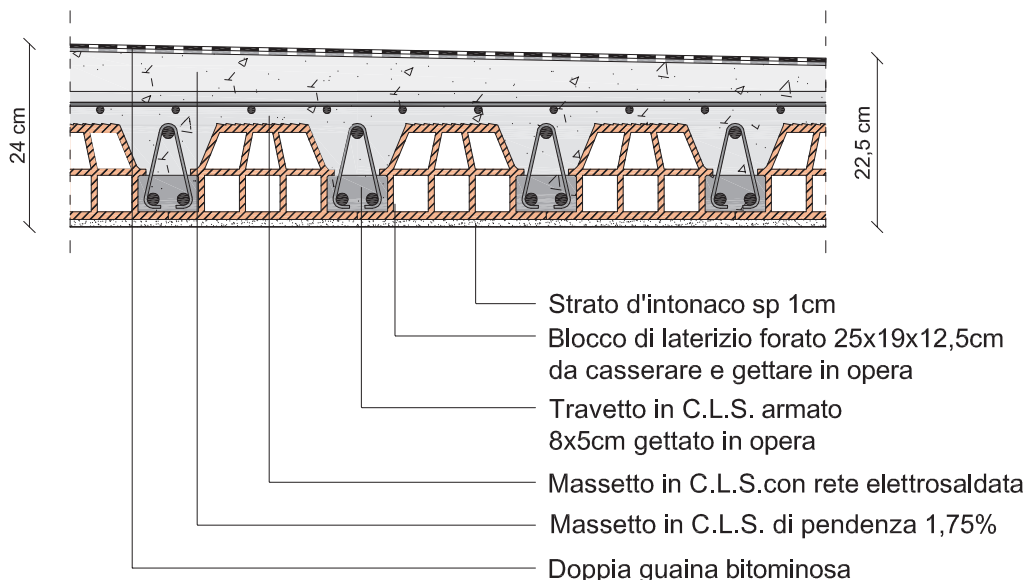 24 cm
22,5 cm
Strato d'intonaco sp 1cm
Blocco di laterizio forato 25x19x12,5cm
da casserare e gettare in opera
Travetto in C.L.S. armato
8x5cm gettato in opera
Massetto in C.L.S.con rete elettrosaldata
Massetto in C.L.S. di pendenza 1,75%
Doppia guaina bitominosa